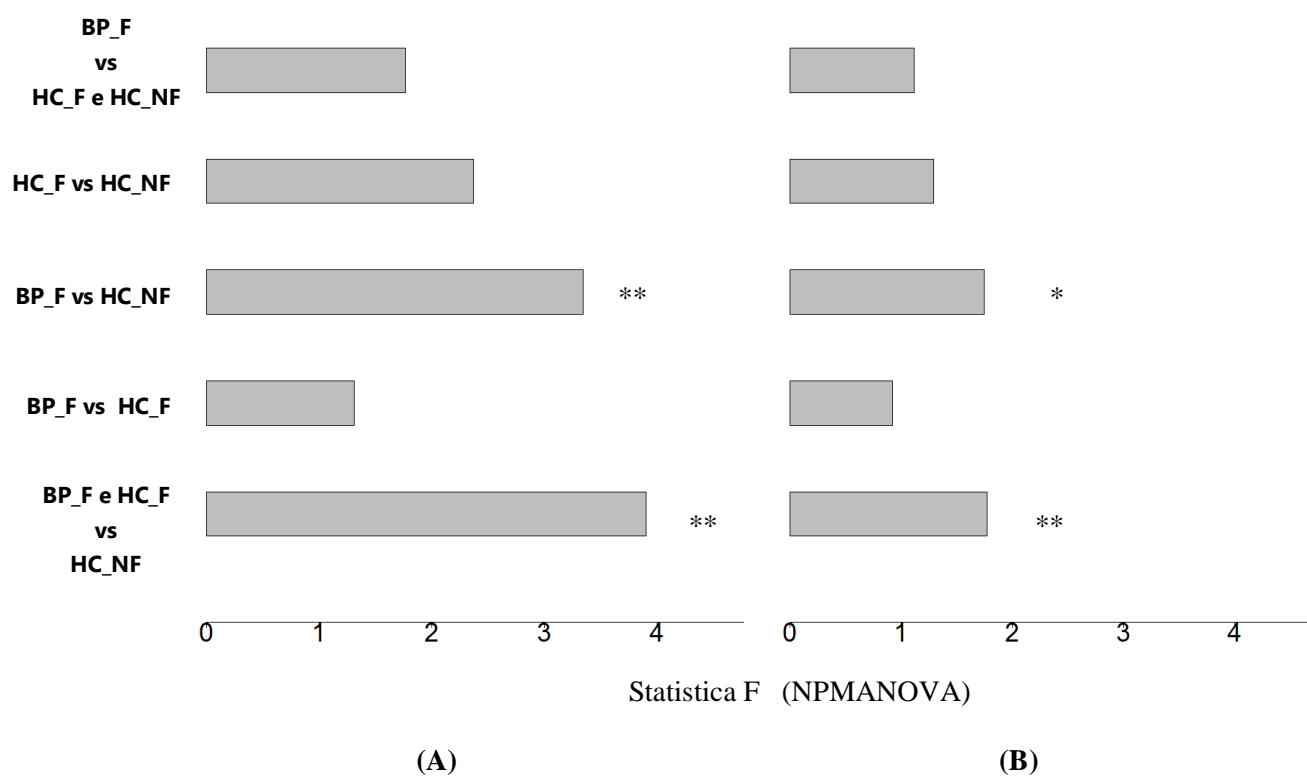 BP_F
vs
HC_F e HC_NF
HC_F vs HC_NF
BP_F vs HC_NF
**
*
BP_F vs HC_F
BP_F e HC_F
vs
HC_NF
**
**
0 1 2 3 4
0 1 2 3 4
Statistica F (NPMANOVA)
(A)
(B)